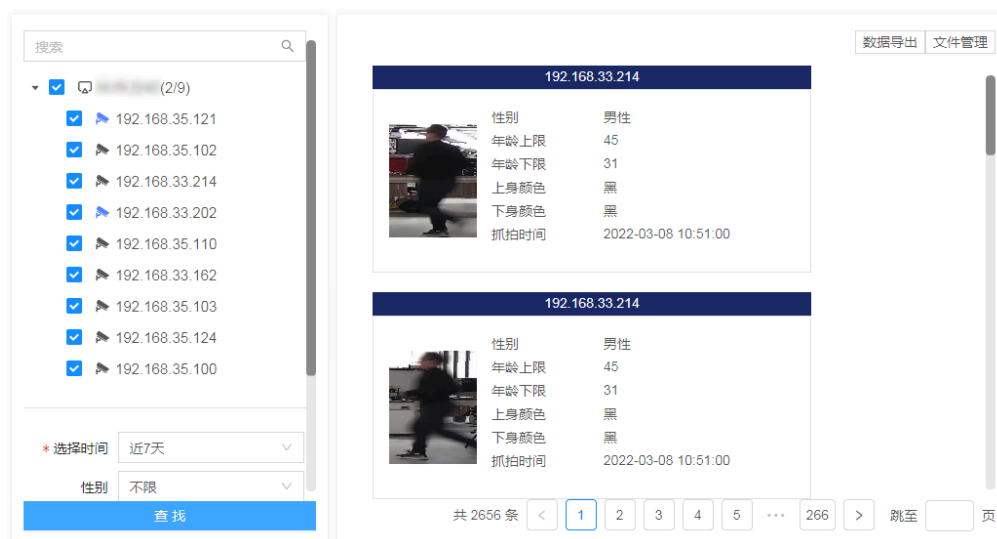 搜索
(2/9)
192.168.35.121
192.168.35.102
192.168.33.214
192.168.33.202
192.168.35.110
192.168.33.162
192.168.35.103
192.168.35.124
192.168.35.100
* 选择时间 近7天
性别 不限
查 找
数据导出 文件管理
192.168.33.214
性别 男性
年龄上限 45
年龄下限 31
上身颜色 黑
下身颜色 黑
抓拍时间 2022-03-08 10:51:00
192.168.33.214
性别 男性
年龄上限 45
年龄下限 31
上身颜色 黑
下身颜色 黑
抓拍时间 2022-03-08 10:51:00
共 2656 条 < 1 2 3 4 5 ••• 266 > 跳至 页